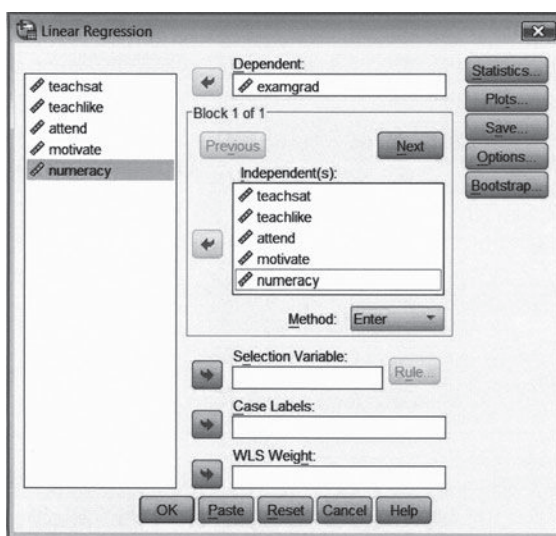 Linear Regression
teachsat
teachlike
attend
motivate
numeracy
Dependent:
examgrad
Block 1 of 1
Previous
Next
Independent(s):
teachsat
teachlike
attend
motivate
numeracy
Method:
Enter
Selection Variable:
Rule...
Case Labels:
WLS Weight:
Statistics...
Plots...
Save...
Options...
Bootstrap...
OK
Paste
Reset
Cancel
Help